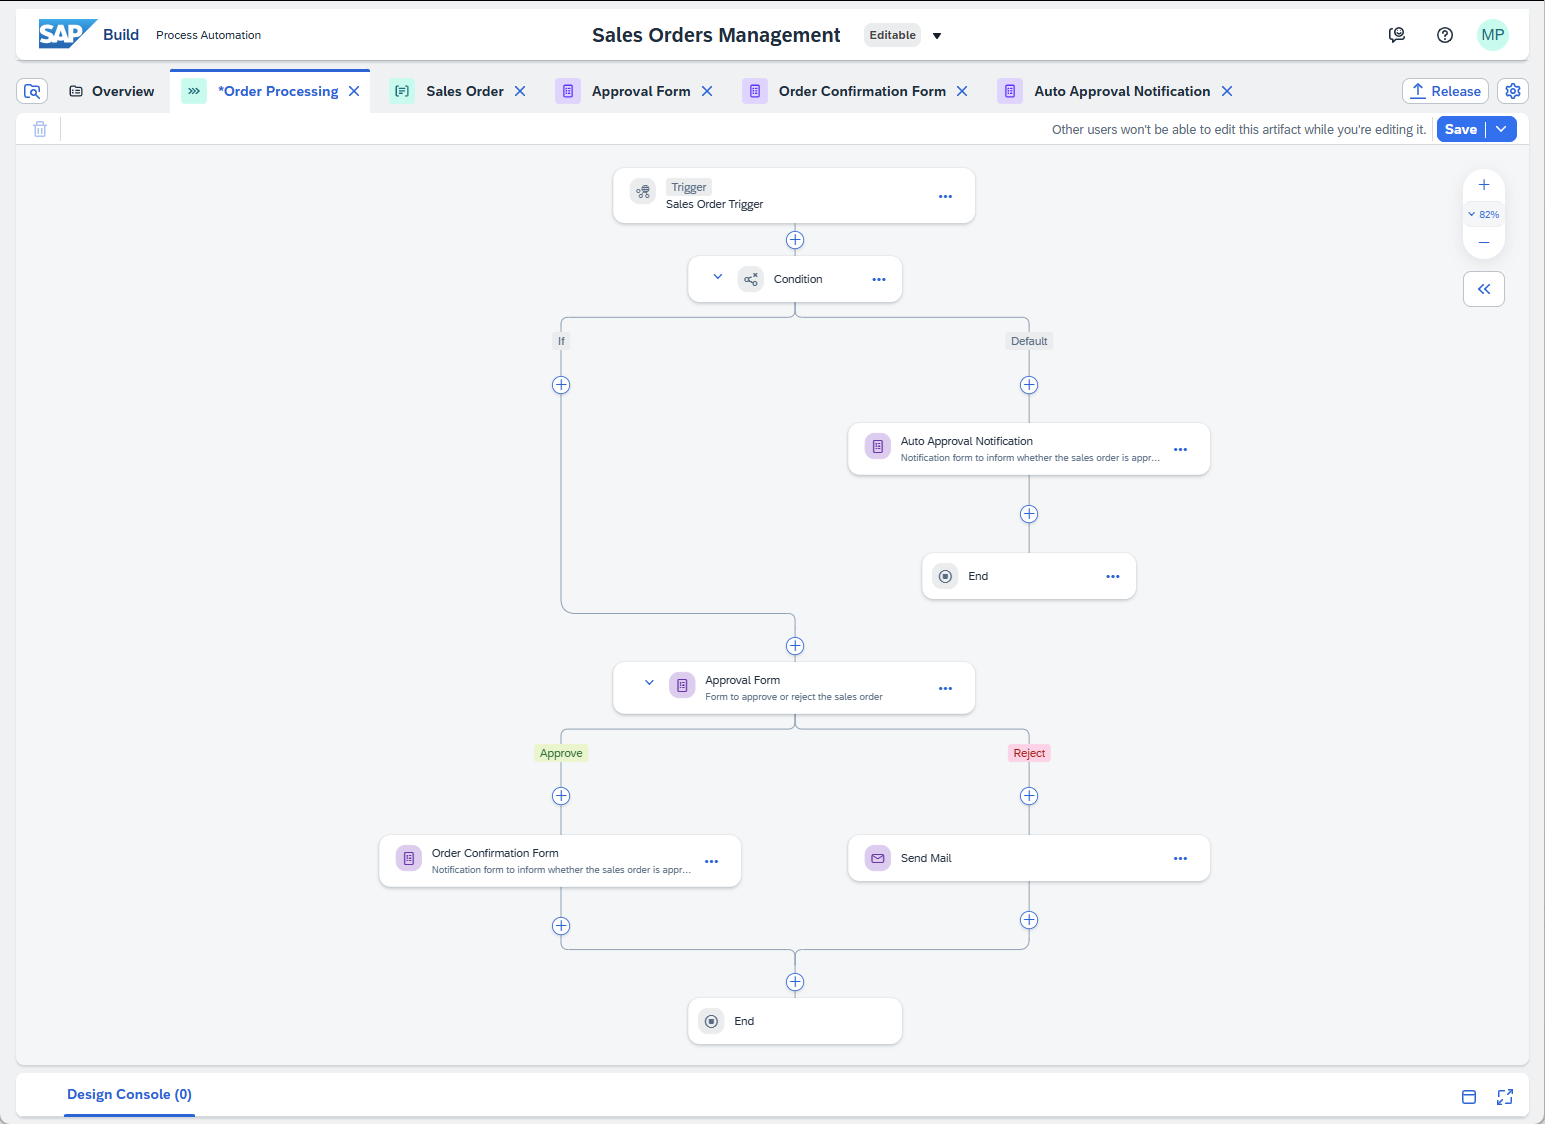 SAP Build Process Automation
Sales Orders Management Editable
MP
Overview
*Order Processing
Sales Order
Approval Form
Order Confirmation Form
Auto Approval Notification
Release
Other users won't be able to edit this artifact while you're editing it.
Save
Trigger
Sales Order Trigger
82%
Condition
If
Default
Auto Approval Notification
Notification form to inform whether the sales order is appr...
End
Approval Form
Form to approve or reject the sales order
Approve
Reject
Order Confirmation Form
Notification form to inform whether the sales order is appr...
Send Mail
End
Design Console (0)